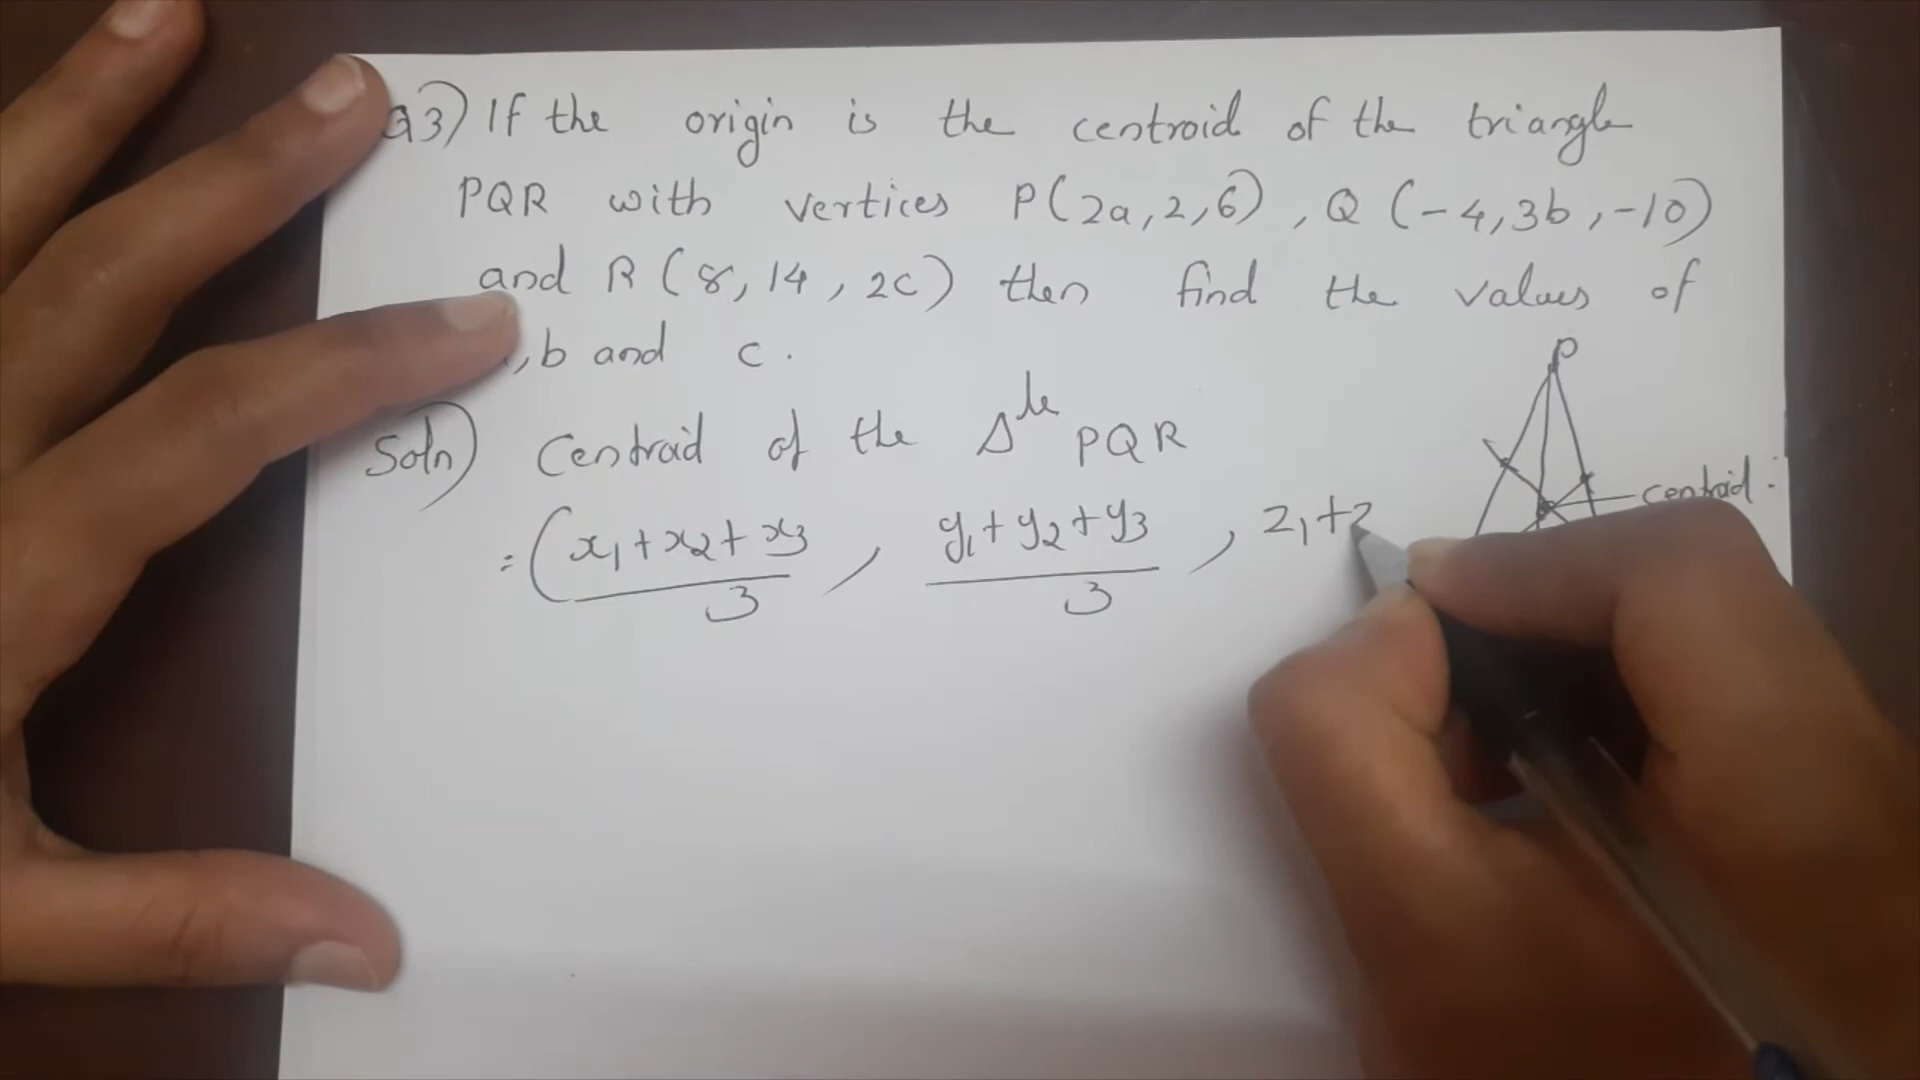 Q3) If the origin is the centroid of the triangle
PQR with vertices P(2a,2,6), Q(-4,3b,-10)
and R(8,14,2c) then find the values of
,b and c.
P
Soln) Centroid of the Δle PQR
centroid.
= (x1+x2+x3/3, y1+y2+y3/3, z1+